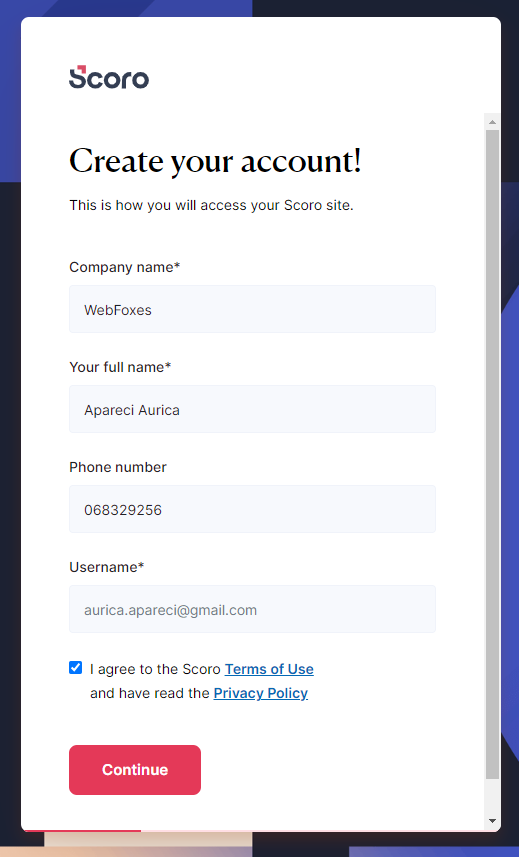 Scoro
Create your account!
This is how you will access your Scoro site.
Company name*
WebFoxes
Your full name*
Apareci Aurica
Phone number
068329256
Username*
aurica.apareci@gmail.com
I agree to the Scoro Terms of Use
and have read the Privacy Policy
Continue